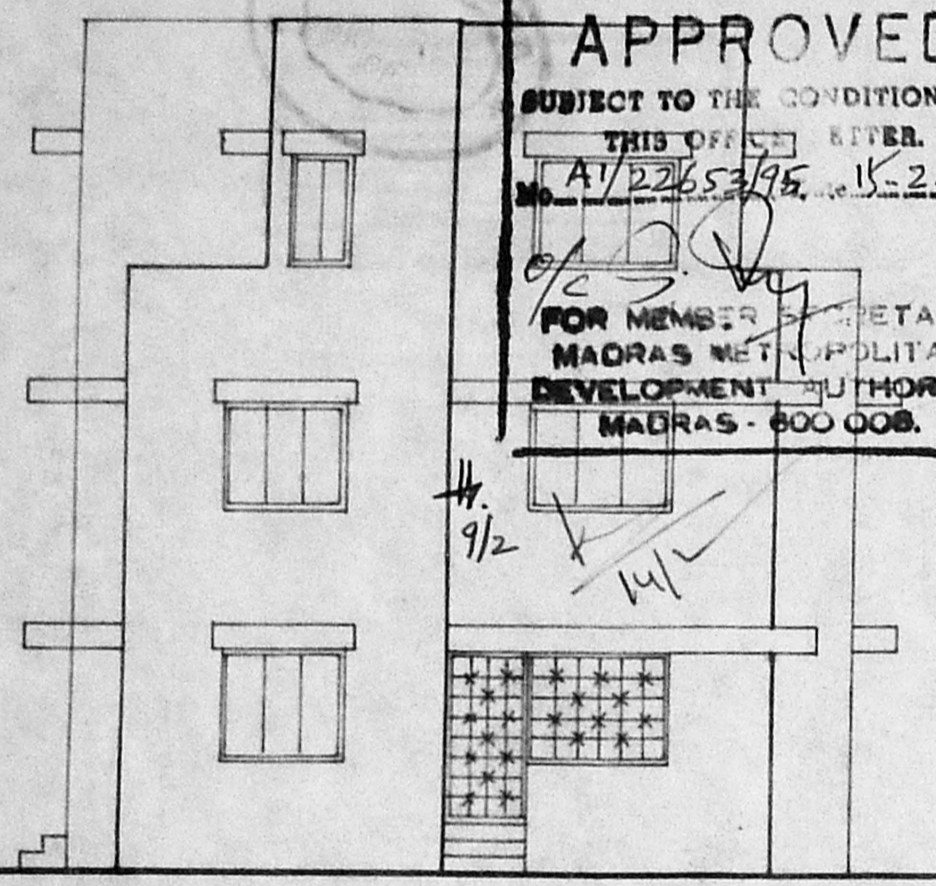 APPROVED
SUBJECT TO THE CONDITION
THIS OFFICE LETTER.
No. A1/22653/95 15-2
O/C
FOR MEMBER SECRETA
MADRAS METROPOLITA
DEVELOPMENT AUTHOR
MADRAS - 600 008.
9/2
14/